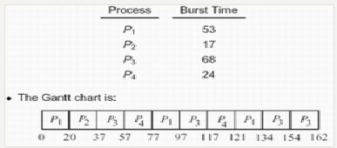 Process Burst Time
P1 53
P2 17
P3 68
P4 24
• The Gantt chart is:
P1 P2 P3 P4 P1 P3 P4 P1 P3 P3
0 20 37 57 77 97 117 121 134 154 162